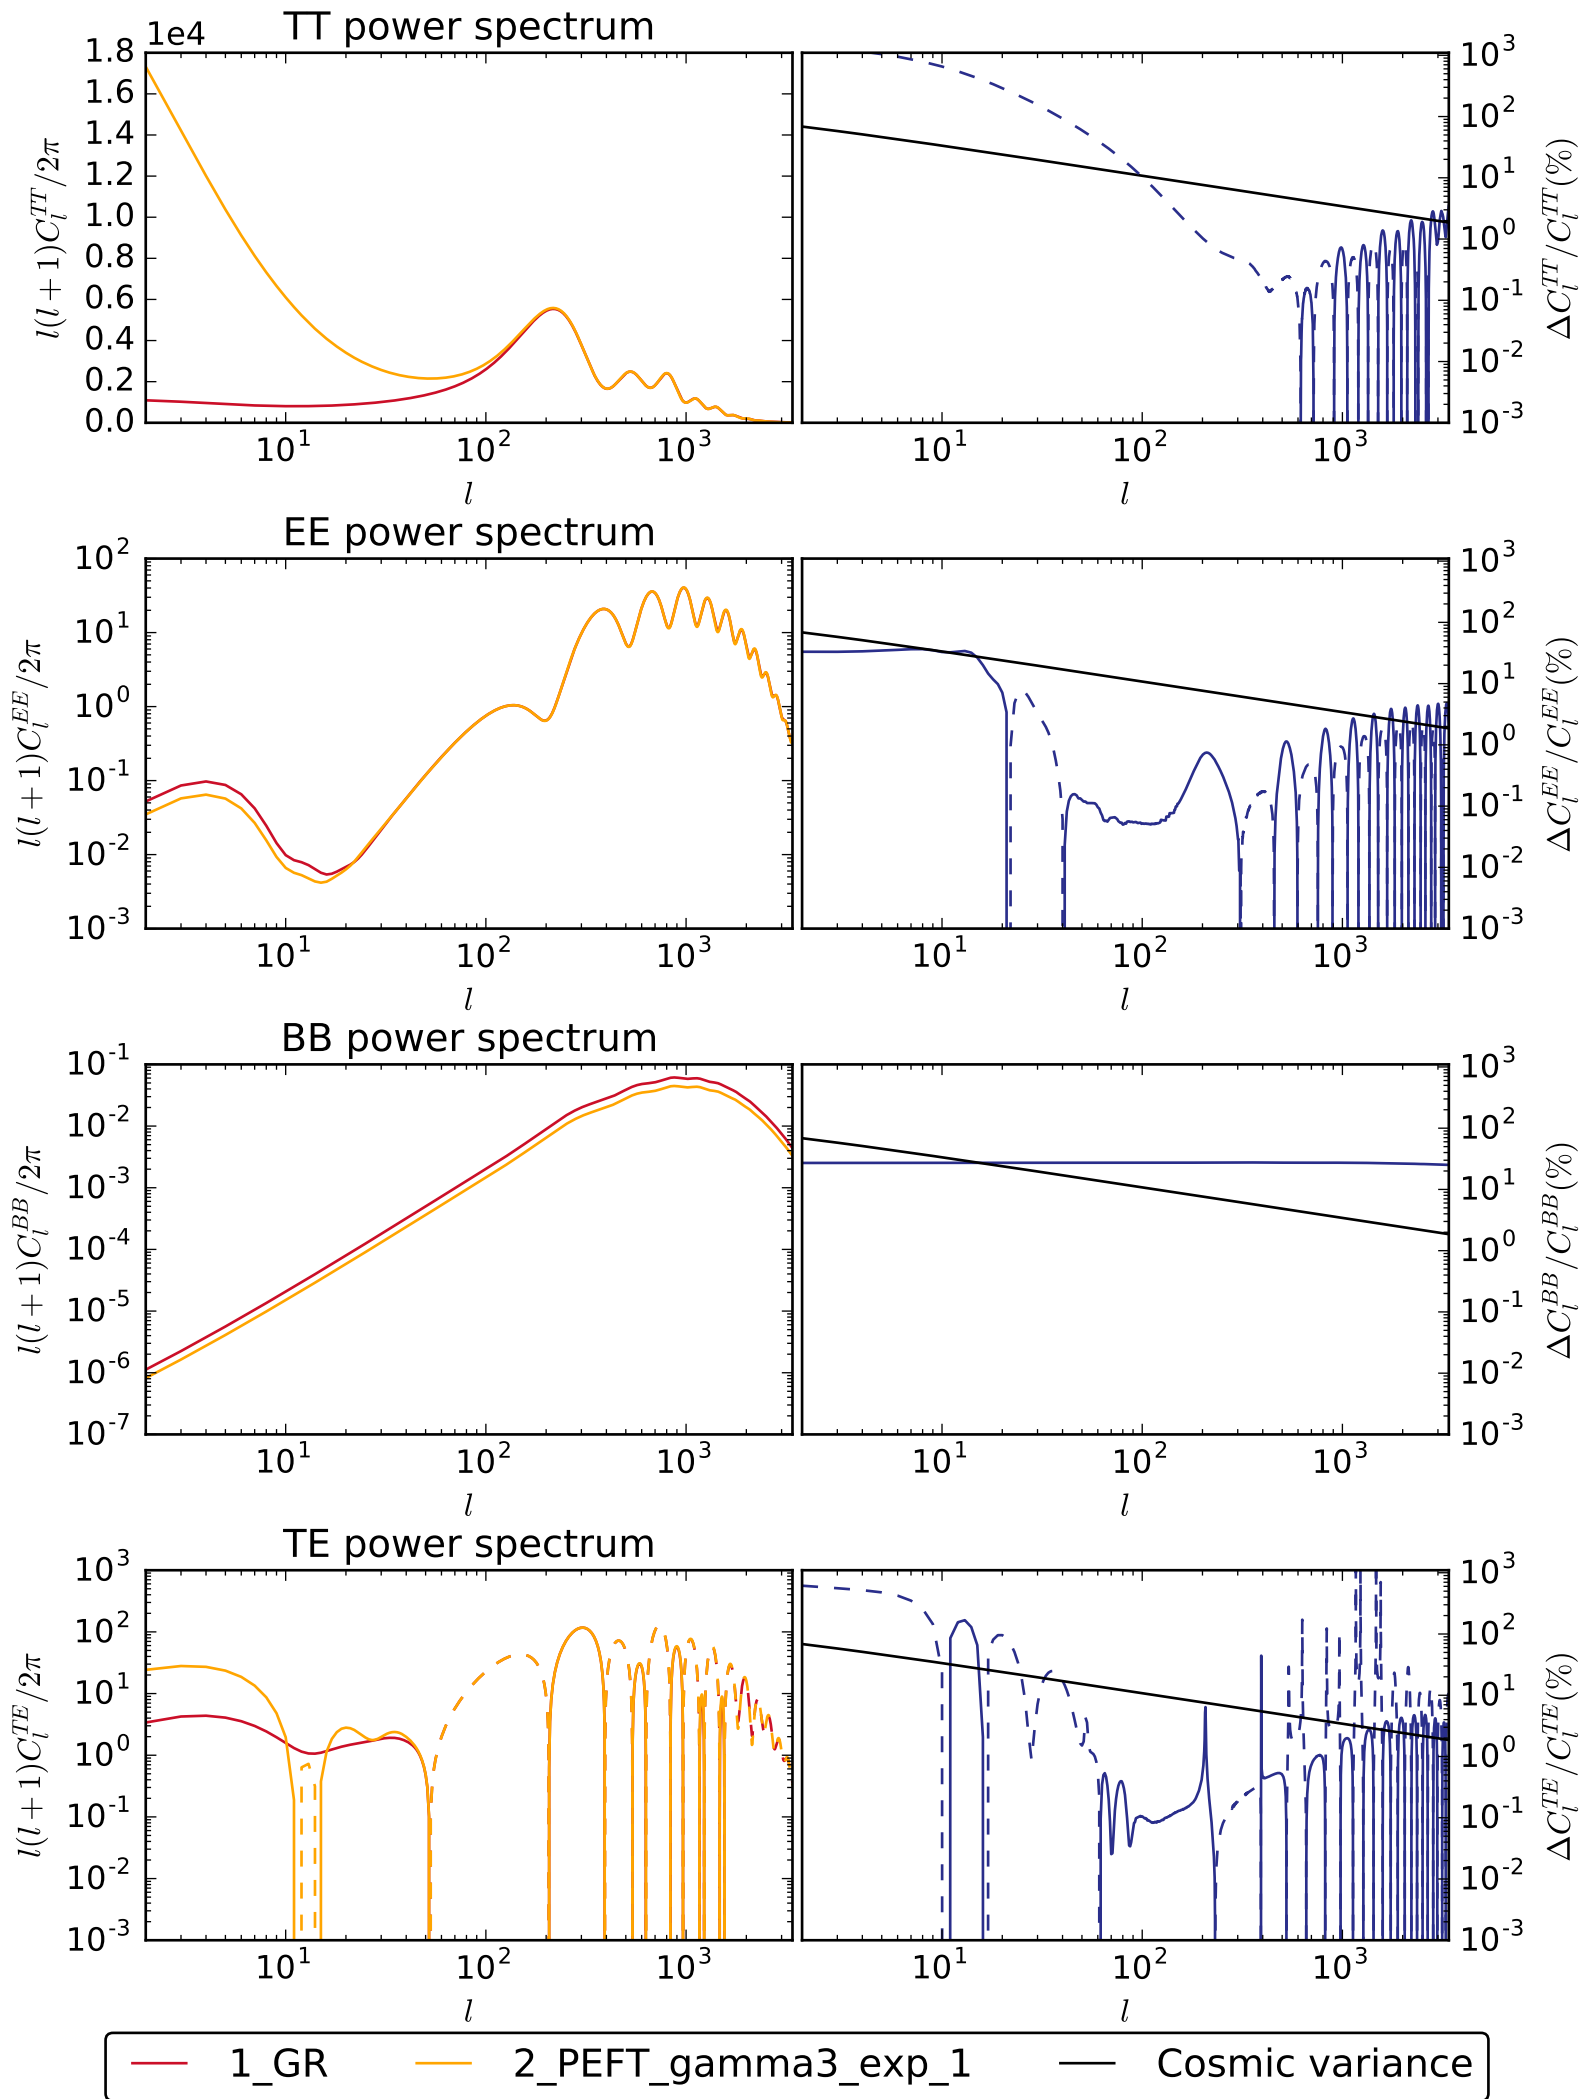 TT power spectrum
1e4
1.8
1.6
1.4
1.2
1.0
0.8
0.6
0.4
0.2
0.0
l(l+1)C_l^{TT}/2π
10^1 10^2 10^3
l
10^1 10^2 10^3
l
10^3
10^2
10^1
10^0
10^-1
10^-2
10^-3
ΔC_l^{TT}/C_l^{TT}(%)
EE power spectrum
10^2
10^1
10^0
10^-1
10^-2
10^-3
l(l+1)C_l^{EE}/2π
10^1 10^2 10^3
l
10^1 10^2 10^3
l
10^3
10^2
10^1
10^0
10^-1
10^-2
10^-3
ΔC_l^{EE}/C_l^{EE}(%)
BB power spectrum
10^-1
10^-2
10^-3
10^-4
10^-5
10^-6
10^-7
l(l+1)C_l^{BB}/2π
10^1 10^2 10^3
l
10^1 10^2 10^3
l
10^3
10^2
10^1
10^0
10^-1
10^-2
10^-3
ΔC_l^{BB}/C_l^{BB}(%)
TE power spectrum
10^3
10^2
10^1
10^0
10^-1
10^-2
10^-3
l(l+1)C_l^{TE}/2π
10^1 10^2 10^3
l
10^1 10^2 10^3
l
10^3
10^2
10^1
10^0
10^-1
10^-2
10^-3
ΔC_l^{TE}/C_l^{TE}(%)
1_GR 2_PEFT_gamma3_exp_1 Cosmic variance